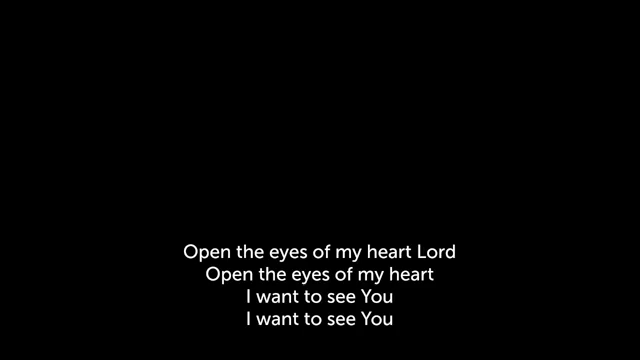 Open the eyes of my heart Lord
Open the eyes of my heart
I want to see You
I want to see You